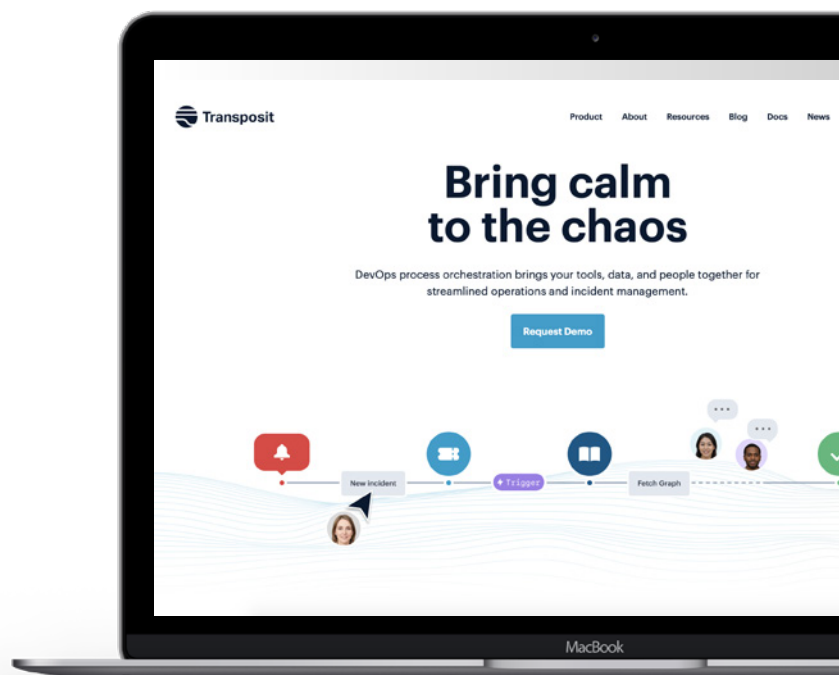 Transposit
Product About Resources Blog Docs News
Bring calm
to the chaos
DevOps process orchestration brings your tools, data, and people together for
streamlined operations and incident management.
Request Demo
New incident
Trigger
Fetch Graph
MacBook